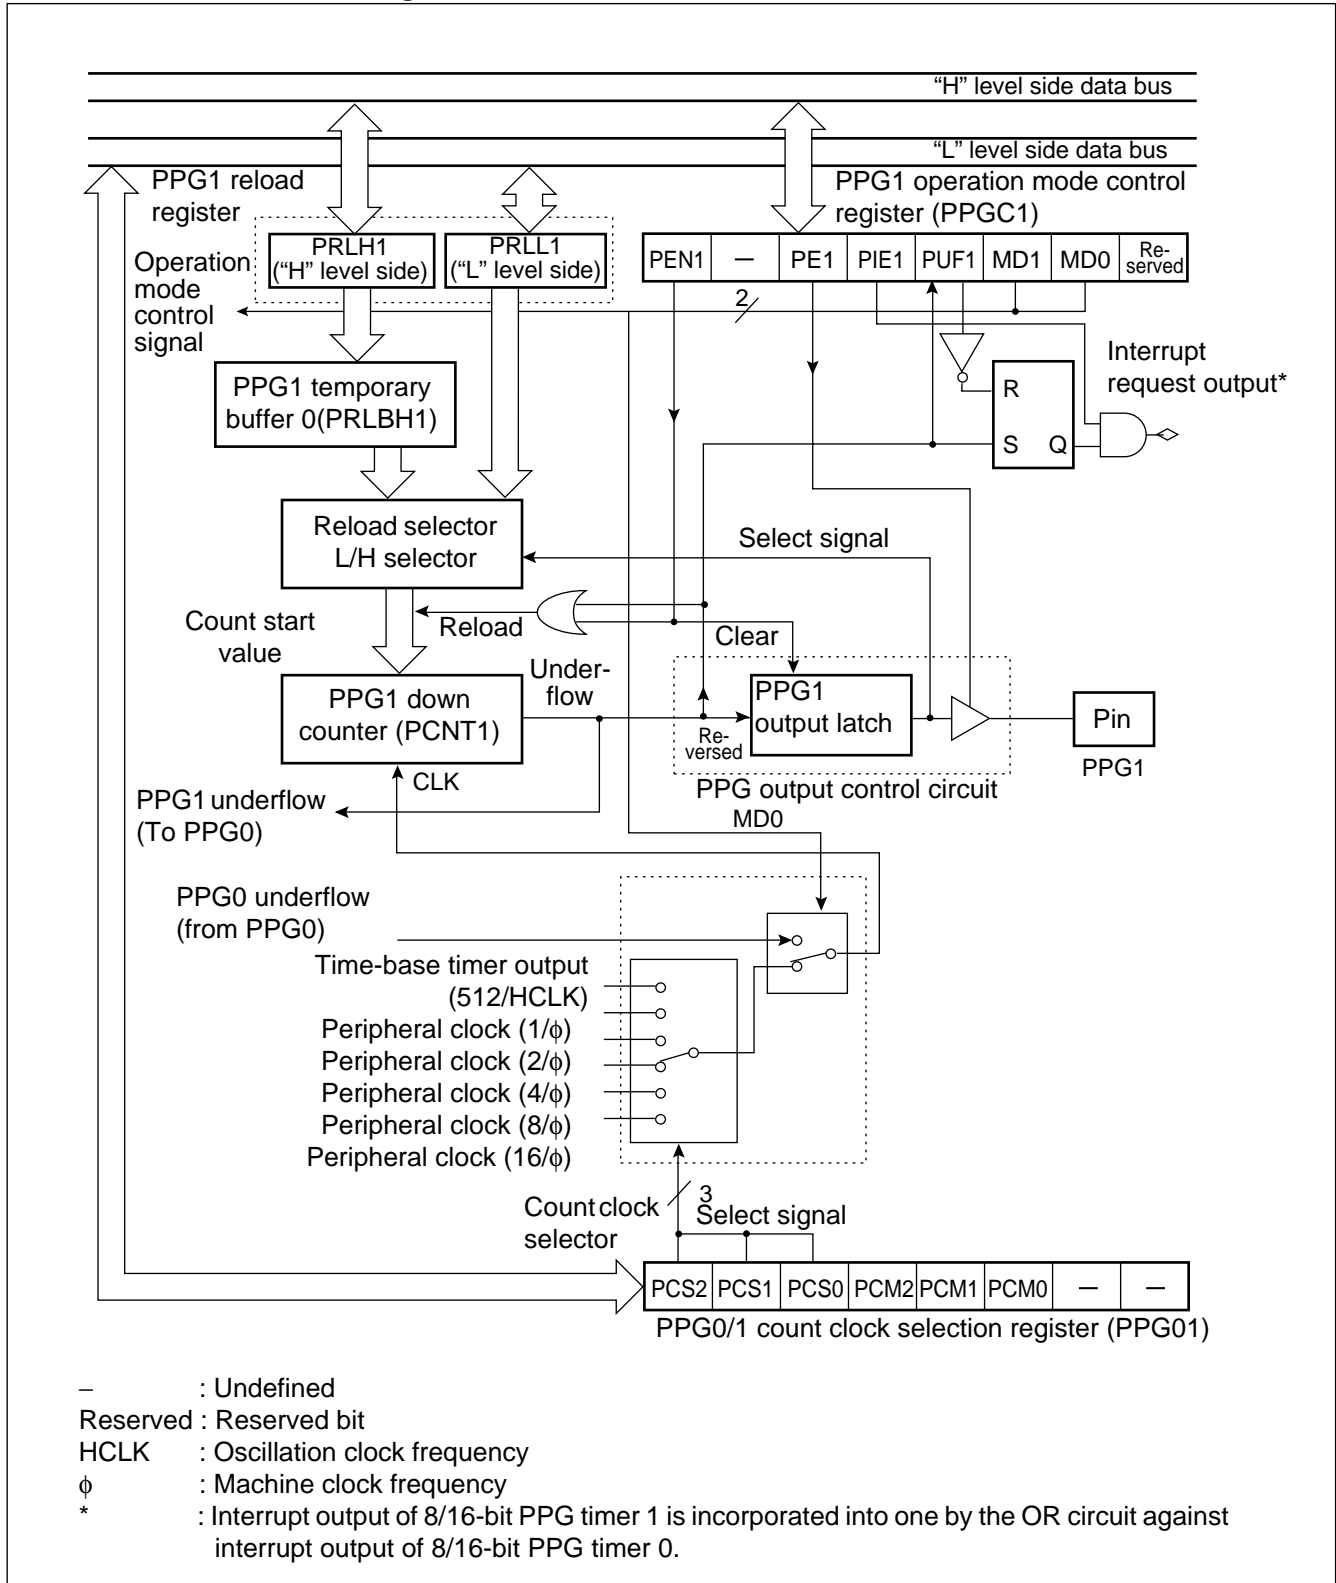 “H” level side data bus
“L” level side data bus
PPG1 reload
register
PPG1 operation mode control
register (PPGC1)
PRLH1
(“H” level side)
PRLL1
(“L” level side)
PEN1 – PE1 PIE1 PUF1 MD1 MD0 Re-
served
Operation
mode
control
signal
2
Interrupt
request output*
PPG1 temporary
buffer 0(PRLBH1)
R
S Q
Reload selector
L/H selector
Select signal
Count start
value
Reload
Clear
Under-
flow
PPG1 down
counter (PCNT1)
PPG1
output latch
Re-
versed
Pin
PPG1
CLK
PPG output control circuit
PPG1 underflow
(To PPG0)
MD0
PPG0 underflow
(from PPG0)
Time-base timer output
(512/HCLK)
Peripheral clock (1/ϕ)
Peripheral clock (2/ϕ)
Peripheral clock (4/ϕ)
Peripheral clock (8/ϕ)
Peripheral clock (16/ϕ)
Count clock
selector
3
Select signal
PCS2 PCS1 PCS0 PCM2 PCM1 PCM0 – –
PPG0/1 count clock selection register (PPG01)
– : Undefined
Reserved : Reserved bit
HCLK : Oscillation clock frequency
ϕ : Machine clock frequency
* : Interrupt output of 8/16-bit PPG timer 1 is incorporated into one by the OR circuit against
interrupt output of 8/16-bit PPG timer 0.